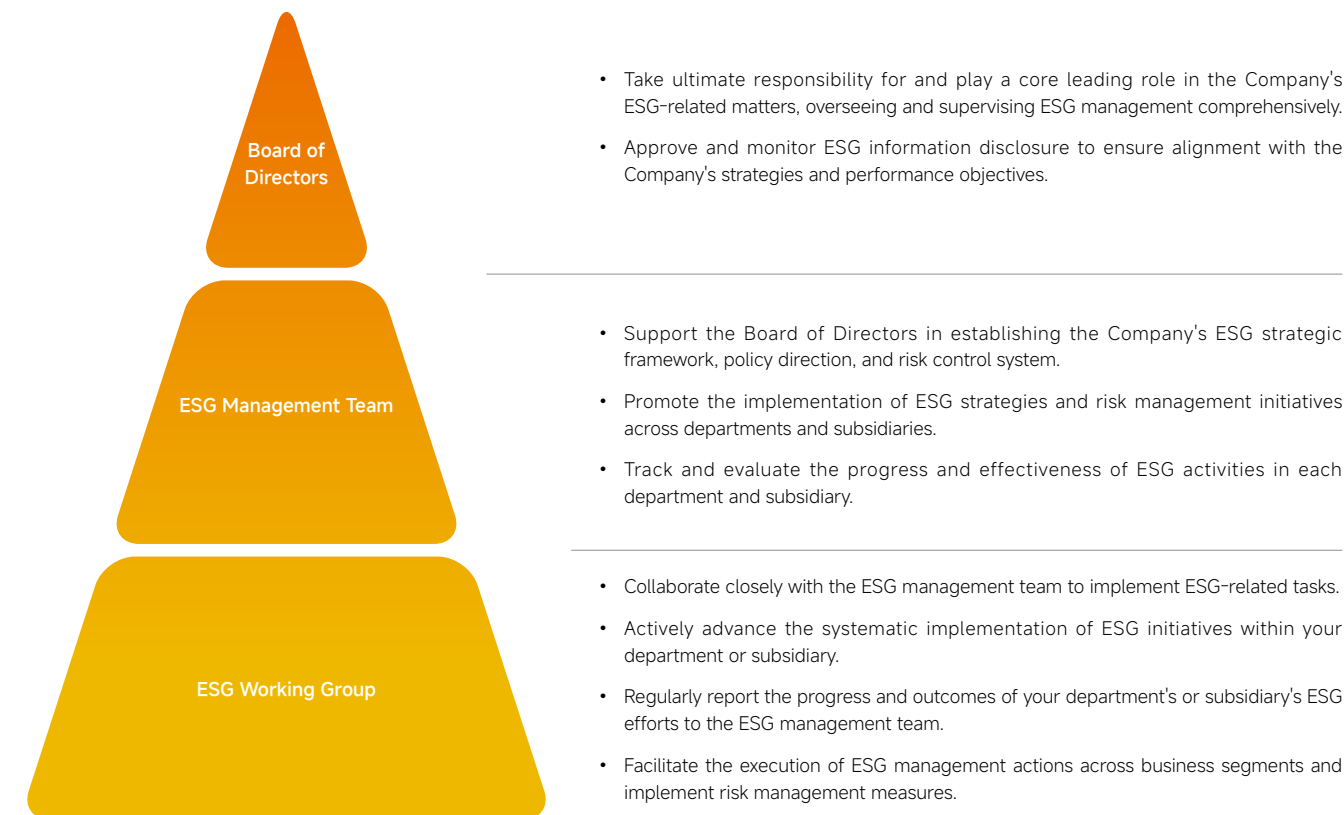 Board of
Directors
• Take ultimate responsibility for and play a core leading role in the Company's
ESG-related matters, overseeing and supervising ESG management comprehensively.
• Approve and monitor ESG information disclosure to ensure alignment with the
Company's strategies and performance objectives.
ESG Management Team
• Support the Board of Directors in establishing the Company's ESG strategic
framework, policy direction, and risk control system.
• Promote the implementation of ESG strategies and risk management initiatives
across departments and subsidiaries.
• Track and evaluate the progress and effectiveness of ESG activities in each
department and subsidiary.
ESG Working Group
• Collaborate closely with the ESG management team to implement ESG-related tasks.
• Actively advance the systematic implementation of ESG initiatives within your
department or subsidiary.
• Regularly report the progress and outcomes of your department's or subsidiary's ESG
efforts to the ESG management team.
• Facilitate the execution of ESG management actions across business segments and
implement risk management measures.